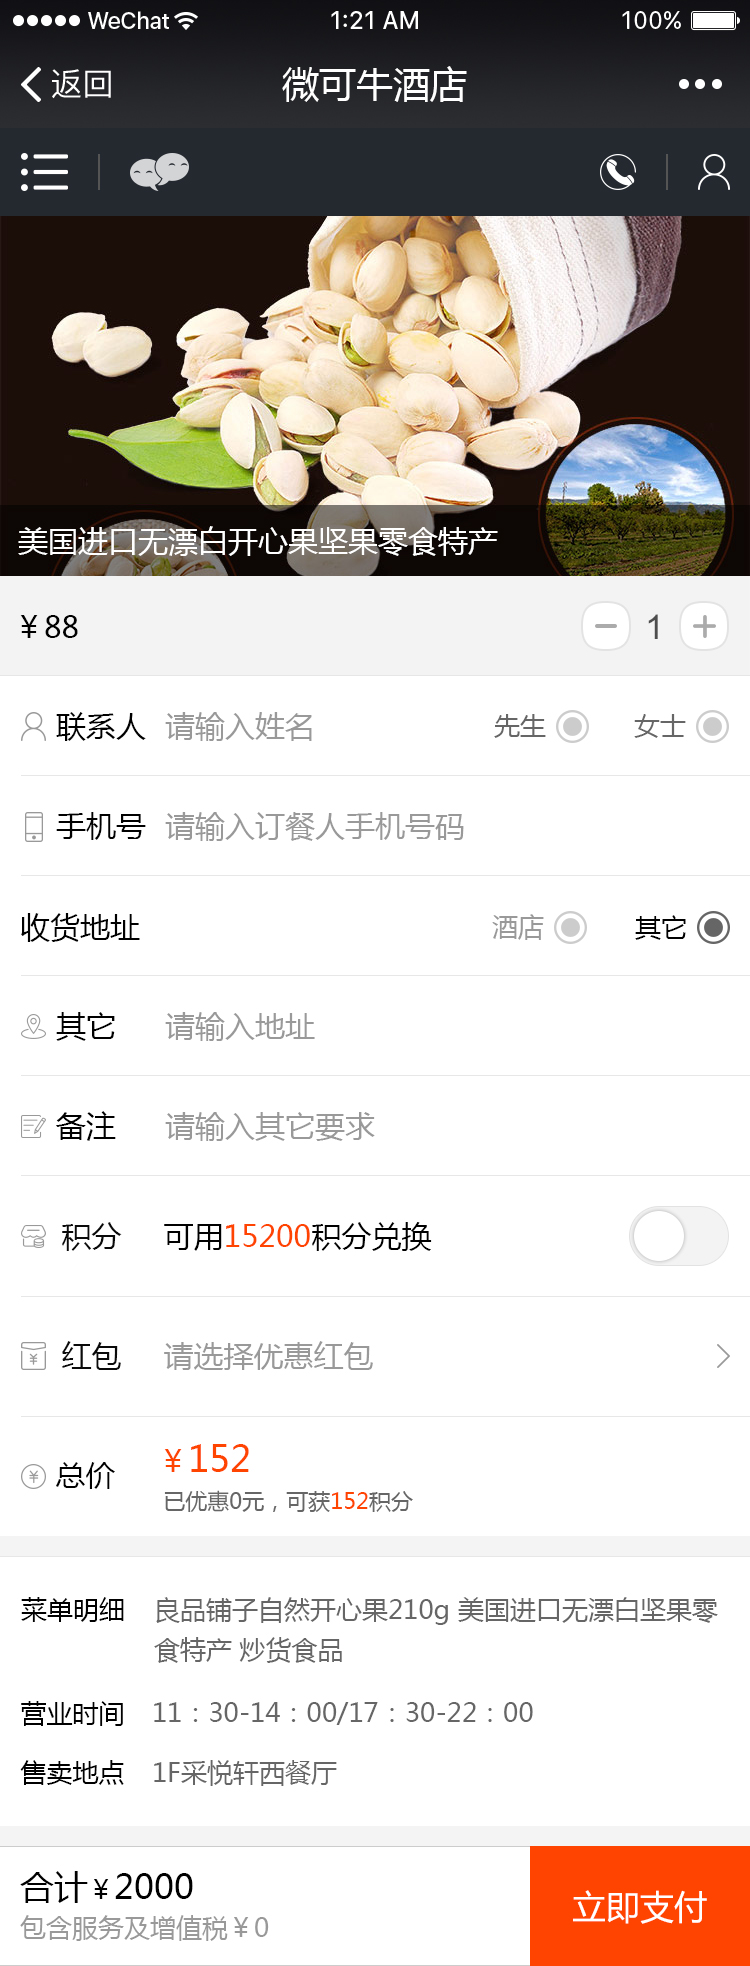 WeChat 1:21 AM 100%
返回 微可牛酒店
美国进口无漂白开心果坚果零食特产
¥ 88 1
联系人 请输入姓名 先生 女士
手机号 请输入订餐人手机号码
收货地址 酒店 其它
其它 请输入地址
备注 请输入其它要求
积分 可用15200积分兑换
红包 请选择优惠红包
总价 ¥ 152
已优惠0元，可获152积分
菜单明细 良品铺子自然开心果210g 美国进口无漂白坚果零
食特产 炒货食品
营业时间 11：30-14：00/17：30-22：00
售卖地点 1F采悦轩西餐厅
合计 ¥ 2000
包含服务及增值税 ¥ 0
立即支付